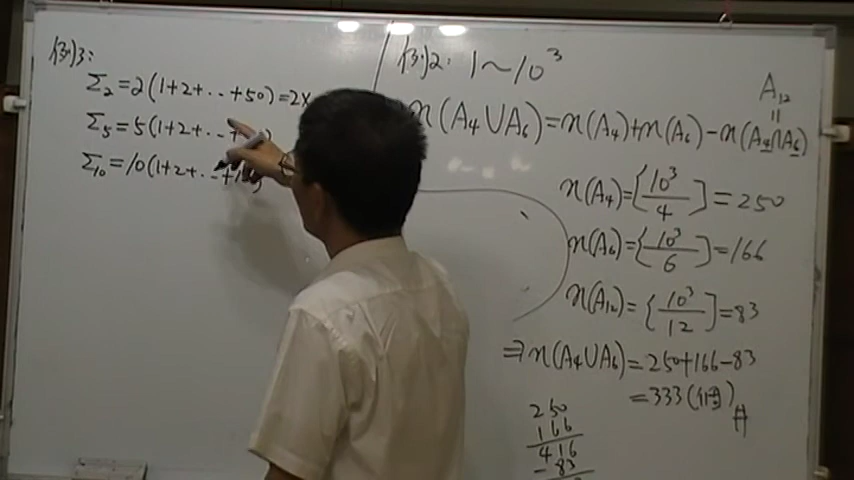 例3:
Σ₂=2(1+2+‥+50)=2×
Σ₅=5(1+2+‥+
Σ₁₀=10(1+2+‥+10)
例2: 1~10³
n(A₄∪A₆)=n(A₄)+n(A₆)-n(A₄∩A₆)
A₁₂
=
n(A₄)=[10³/4]=250
n(A₆)=[10³/6]=166
n(A₁₂)=[10³/12]=83
⇒n(A₄∪A₆)=250+166-83
=333(個)#
250
166
416
-83